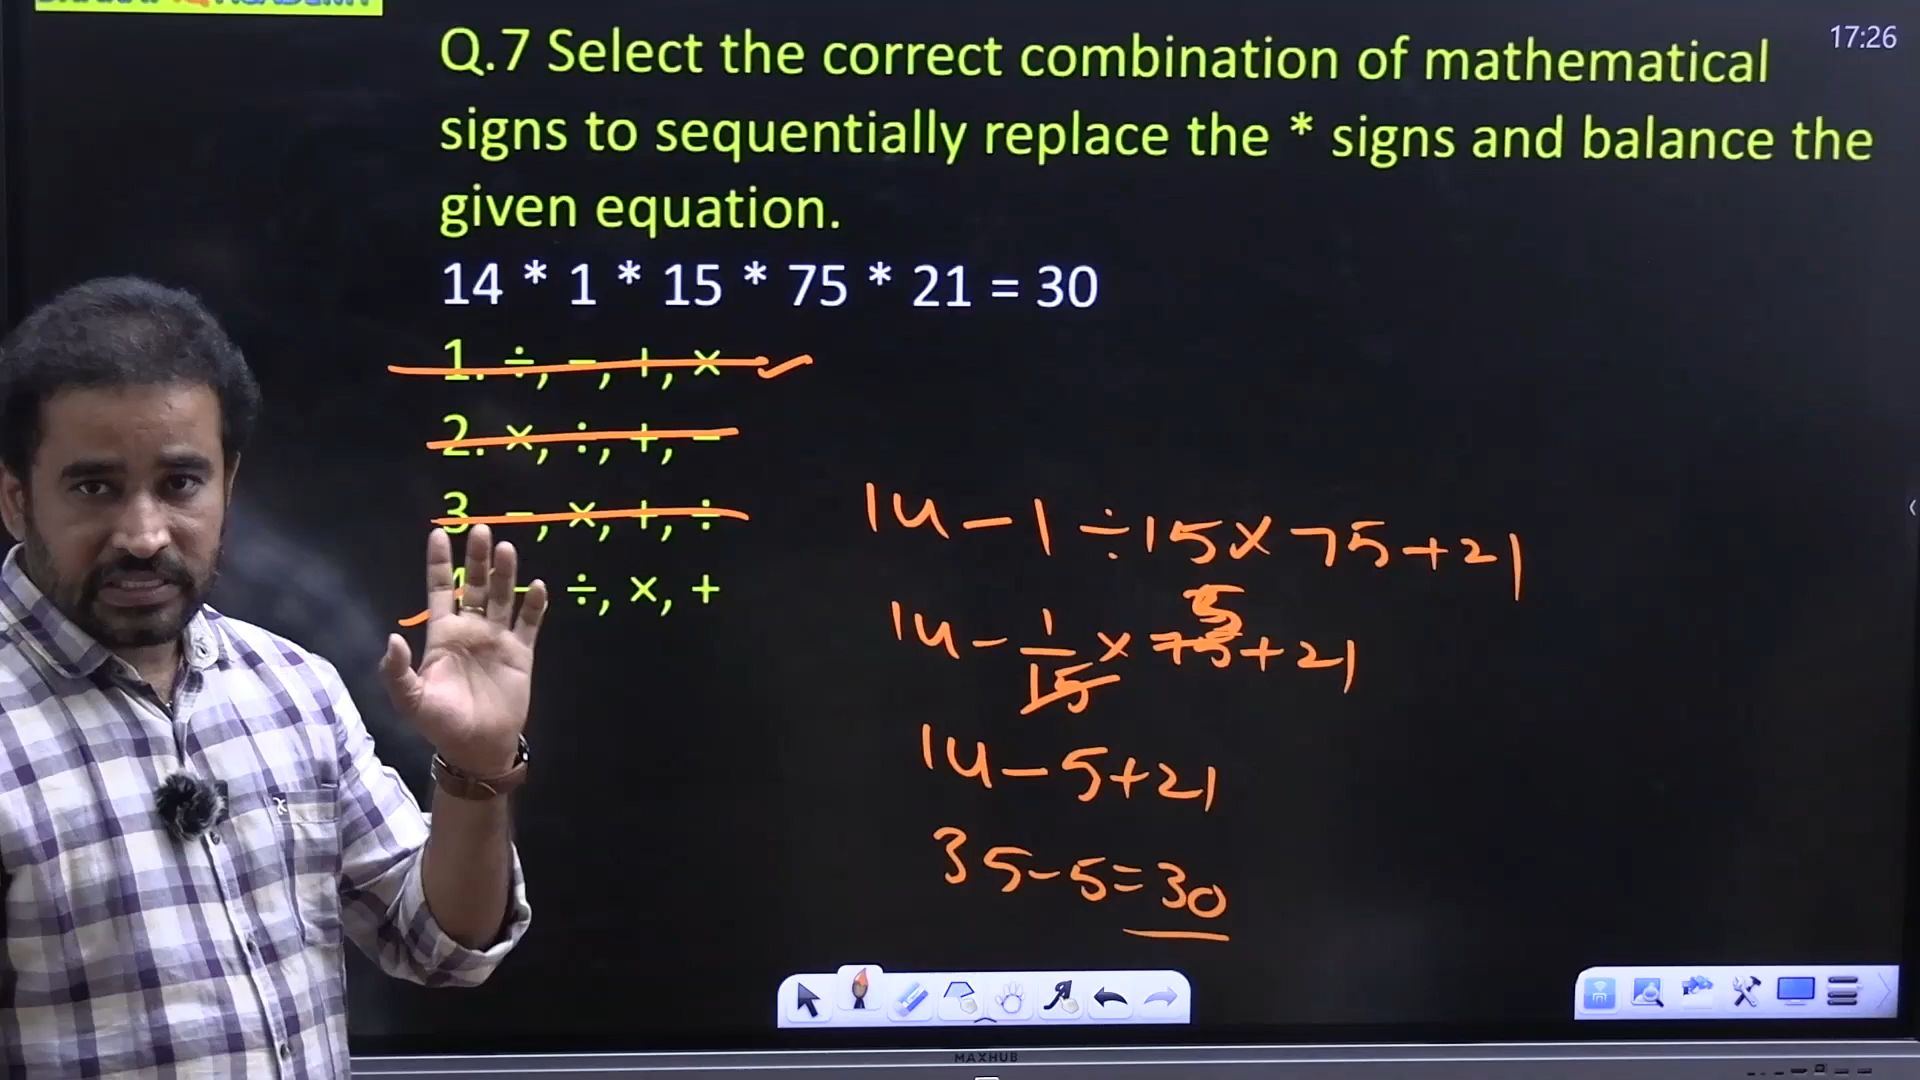 17:26
Q.7 Select the correct combination of mathematical
signs to sequentially replace the * signs and balance the
given equation.
14 * 1 * 15 * 75 * 21 = 30
1. ÷, −, +, ×
2. ×, ÷, +, −
3. −, ×, +, ÷
−, ÷, ×, +
14 − 1 ÷ 15 × 75 + 21
5
14 − 1/15 × 75 + 21
14 − 5 + 21
35 − 5 = 30
MAXHUB